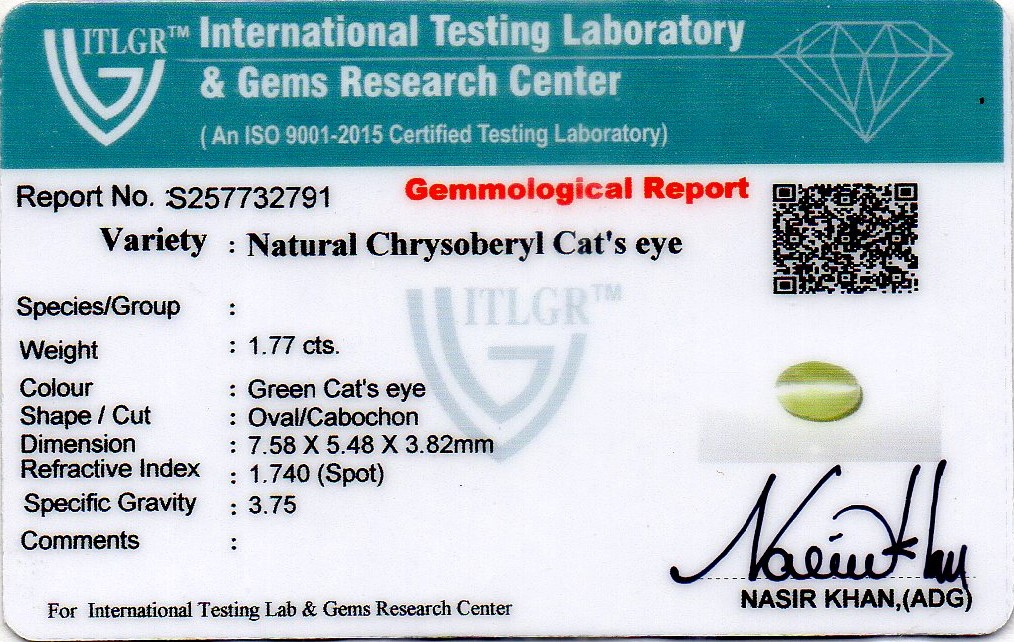 ITLGR™ International Testing Laboratory
& Gems Research Center
( An ISO 9001-2015 Certified Testing Laboratory)
Report No. :S257732791
Gemmological Report
Variety : Natural Chrysoberyl Cat's eye
ITLGR™
Species/Group :
Weight : 1.77 cts.
Colour : Green Cat's eye
Shape / Cut : Oval/Cabochon
Dimension : 7.58 X 5.48 X 3.82mm
Refractive Index : 1.740 (Spot)
Specific Gravity : 3.75
Comments :
Nasir Khan
NASIR KHAN,(ADG)
For International Testing Lab & Gems Research Center